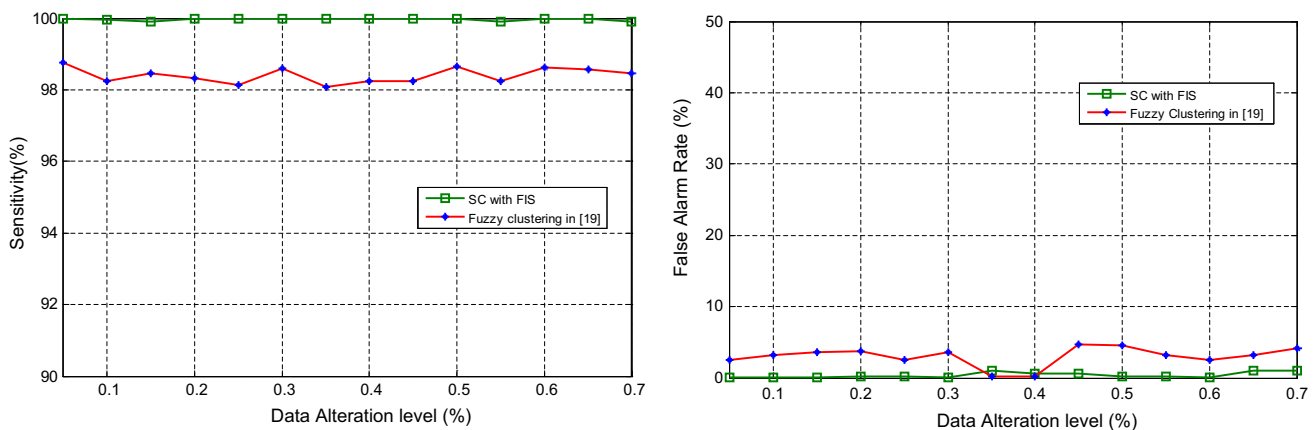 100
98
96
94
92
90
Sensitivity(%)
SC with FIS
Fuzzy clustering in [19]
0.1 0.2 0.3 0.4 0.5 0.6 0.7
Data Alteration level (%)
50
40
30
20
10
0
False Alarm Rate (%)
SC with FIS
Fuzzy Clustering in [19]
0.1 0.2 0.3 0.4 0.5 0.6 0.7
Data Alteration level (%)